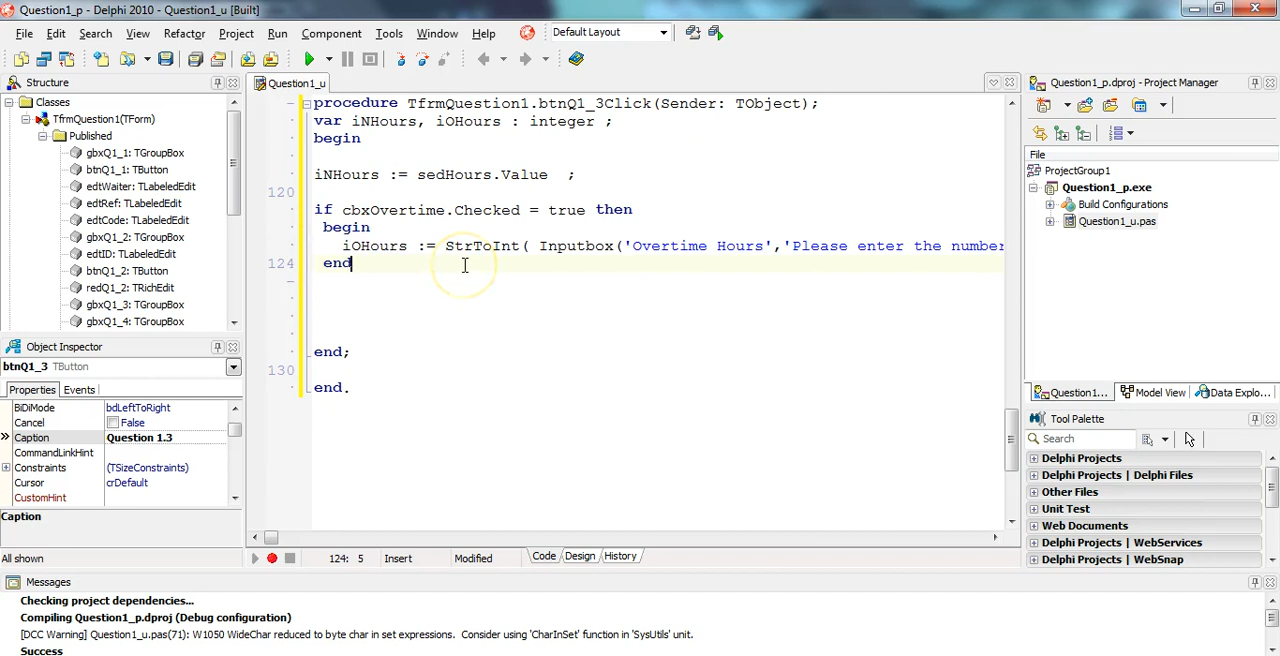 Question1_p - Delphi 2010 - Question1_u [Built]
File Edit Search View Refactor Project Run Component Tools Window Help Default Layout
Structure
Classes
TfrmQuestion1(TForm)
Published
gbxQ1_1: TGroupBox
btnQ1_1: TButton
edtWaiter: TLabeledEdit
edtRef: TLabeledEdit
edtCode: TLabeledEdit
gbxQ1_2: TGroupBox
edtID: TLabeledEdit
btnQ1_2: TButton
redQ1_2: TRichEdit
gbxQ1_3: TGroupBox
gbxQ1_4: TGroupBox
Object Inspector
btnQ1_3 TButton
Properties Events
BiDiMode bdLeftToRight
Cancel False
Caption Question 1.3
CommandLinkHint
Constraints (TSizeConstraints)
Cursor crDefault
CustomHint
Caption
All shown
Question1_u
procedure TfrmQuestion1.btnQ1_3Click(Sender: TObject);
var iNHours, iOHours : integer ;
begin
iNHours := sedHours.Value ;
120
if cbxOvertime.Checked = true then
begin
iOHours := StrToInt( Inputbox('Overtime Hours','Please enter the number
124 end
end;
130
end.
124: 5 Insert Modified Code Design History
Question1_p.dproj - Project Manager
File
ProjectGroup1
Question1_p.exe
Build Configurations
Question1_u.pas
Question1... Model View Data Explo...
Tool Palette
Search
Delphi Projects
Delphi Projects | Delphi Files
Other Files
Unit Test
Web Documents
Delphi Projects | WebServices
Delphi Projects | WebSnap
Messages
Checking project dependencies...
Compiling Question1_p.dproj (Debug configuration)
[DCC Warning] Question1_u.pas(71): W1050 WideChar reduced to byte char in set expressions. Consider using 'CharInSet' function in 'SysUtils' unit.
Success